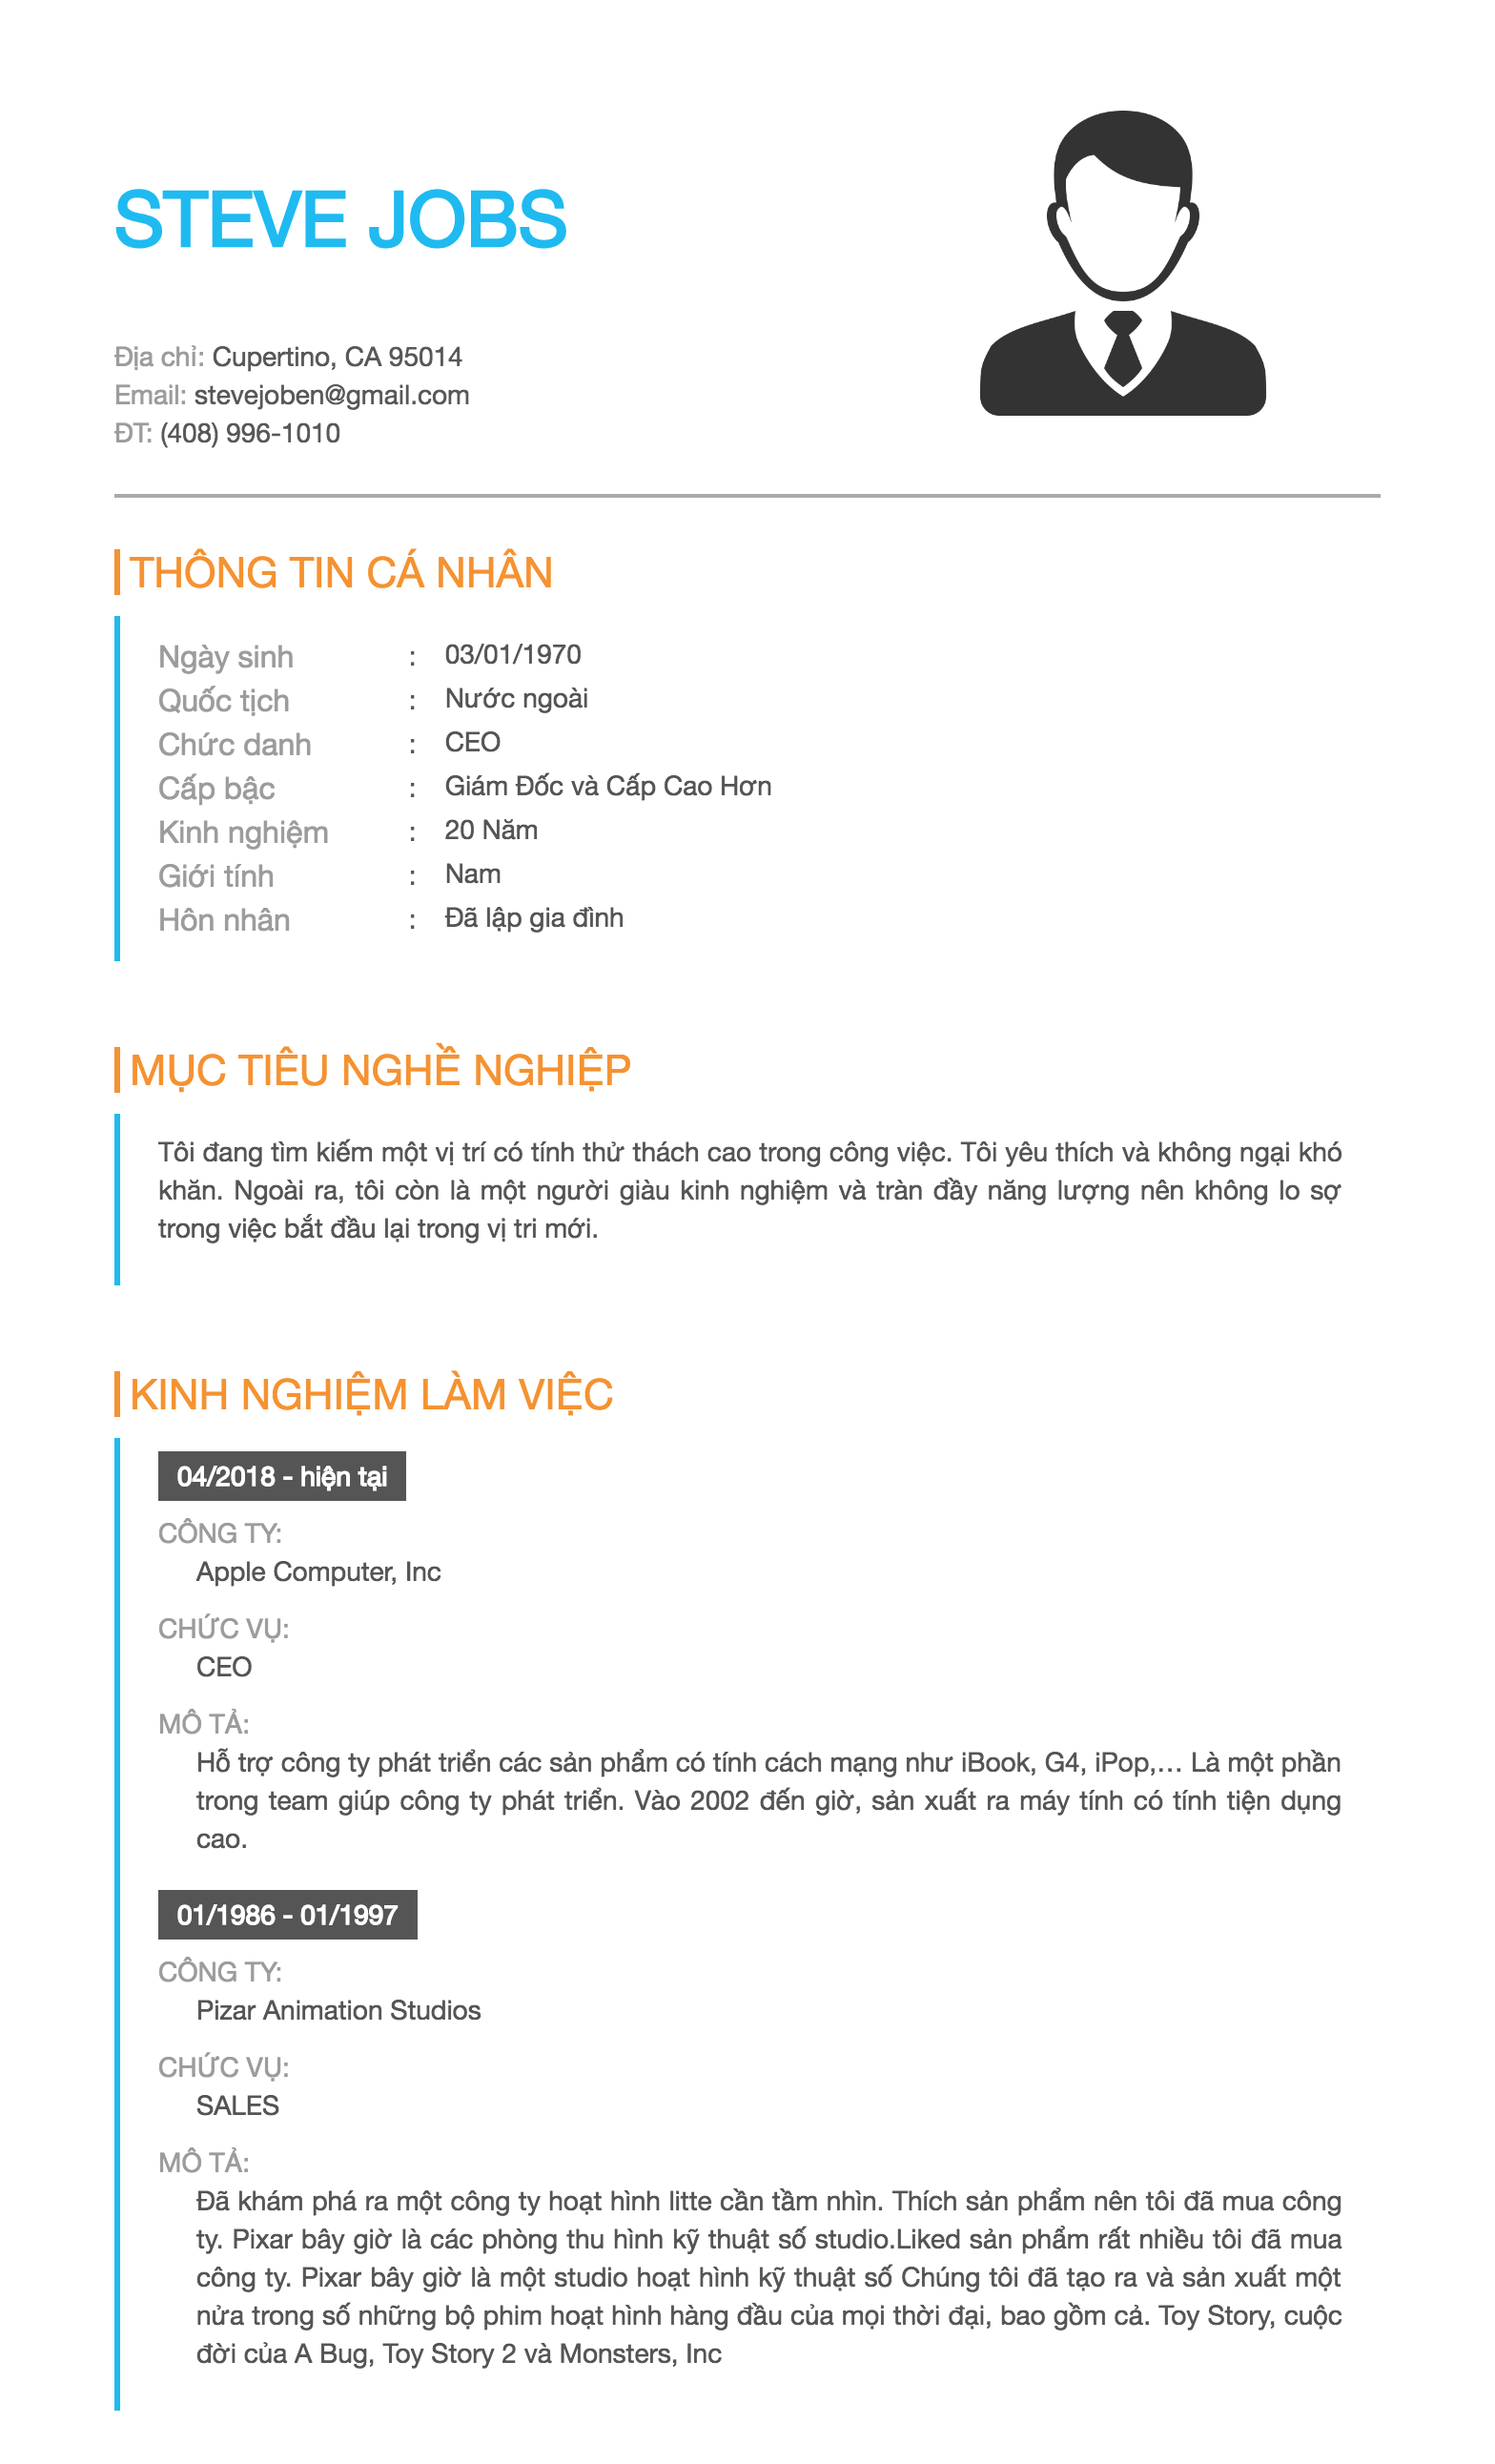 STEVE JOBS
Địa chỉ: Cupertino, CA 95014
Email: stevejoben@gmail.com
ĐT: (408) 996-1010
THÔNG TIN CÁ NHÂN
Ngày sinh : 03/01/1970
Quốc tịch : Nước ngoài
Chức danh : CEO
Cấp bậc : Giám Đốc và Cấp Cao Hơn
Kinh nghiệm : 20 Năm
Giới tính : Nam
Hôn nhân : Đã lập gia đình
MỤC TIÊU NGHỀ NGHIỆP
Tôi đang tìm kiếm một vị trí có tính thử thách cao trong công việc. Tôi yêu thích và không ngại khó
khăn. Ngoài ra, tôi còn là một người giàu kinh nghiệm và tràn đầy năng lượng nên không lo sợ
trong việc bắt đầu lại trong vị tri mới.
KINH NGHIỆM LÀM VIỆC
04/2018 - hiện tại
CÔNG TY:
Apple Computer, Inc
CHỨC VỤ:
CEO
MÔ TẢ:
Hỗ trợ công ty phát triển các sản phẩm có tính cách mạng như iBook, G4, iPop,... Là một phần
trong team giúp công ty phát triển. Vào 2002 đến giờ, sản xuất ra máy tính có tính tiện dụng
cao.
01/1986 - 01/1997
CÔNG TY:
Pizar Animation Studios
CHỨC VỤ:
SALES
MÔ TẢ:
Đã khám phá ra một công ty hoạt hình litte cần tầm nhìn. Thích sản phẩm nên tôi đã mua công
ty. Pixar bây giờ là các phòng thu hình kỹ thuật số studio.Liked sản phẩm rất nhiều tôi đã mua
công ty. Pixar bây giờ là một studio hoạt hình kỹ thuật số Chúng tôi đã tạo ra và sản xuất một
nửa trong số những bộ phim hoạt hình hàng đầu của mọi thời đại, bao gồm cả. Toy Story, cuộc
đời của A Bug, Toy Story 2 và Monsters, Inc